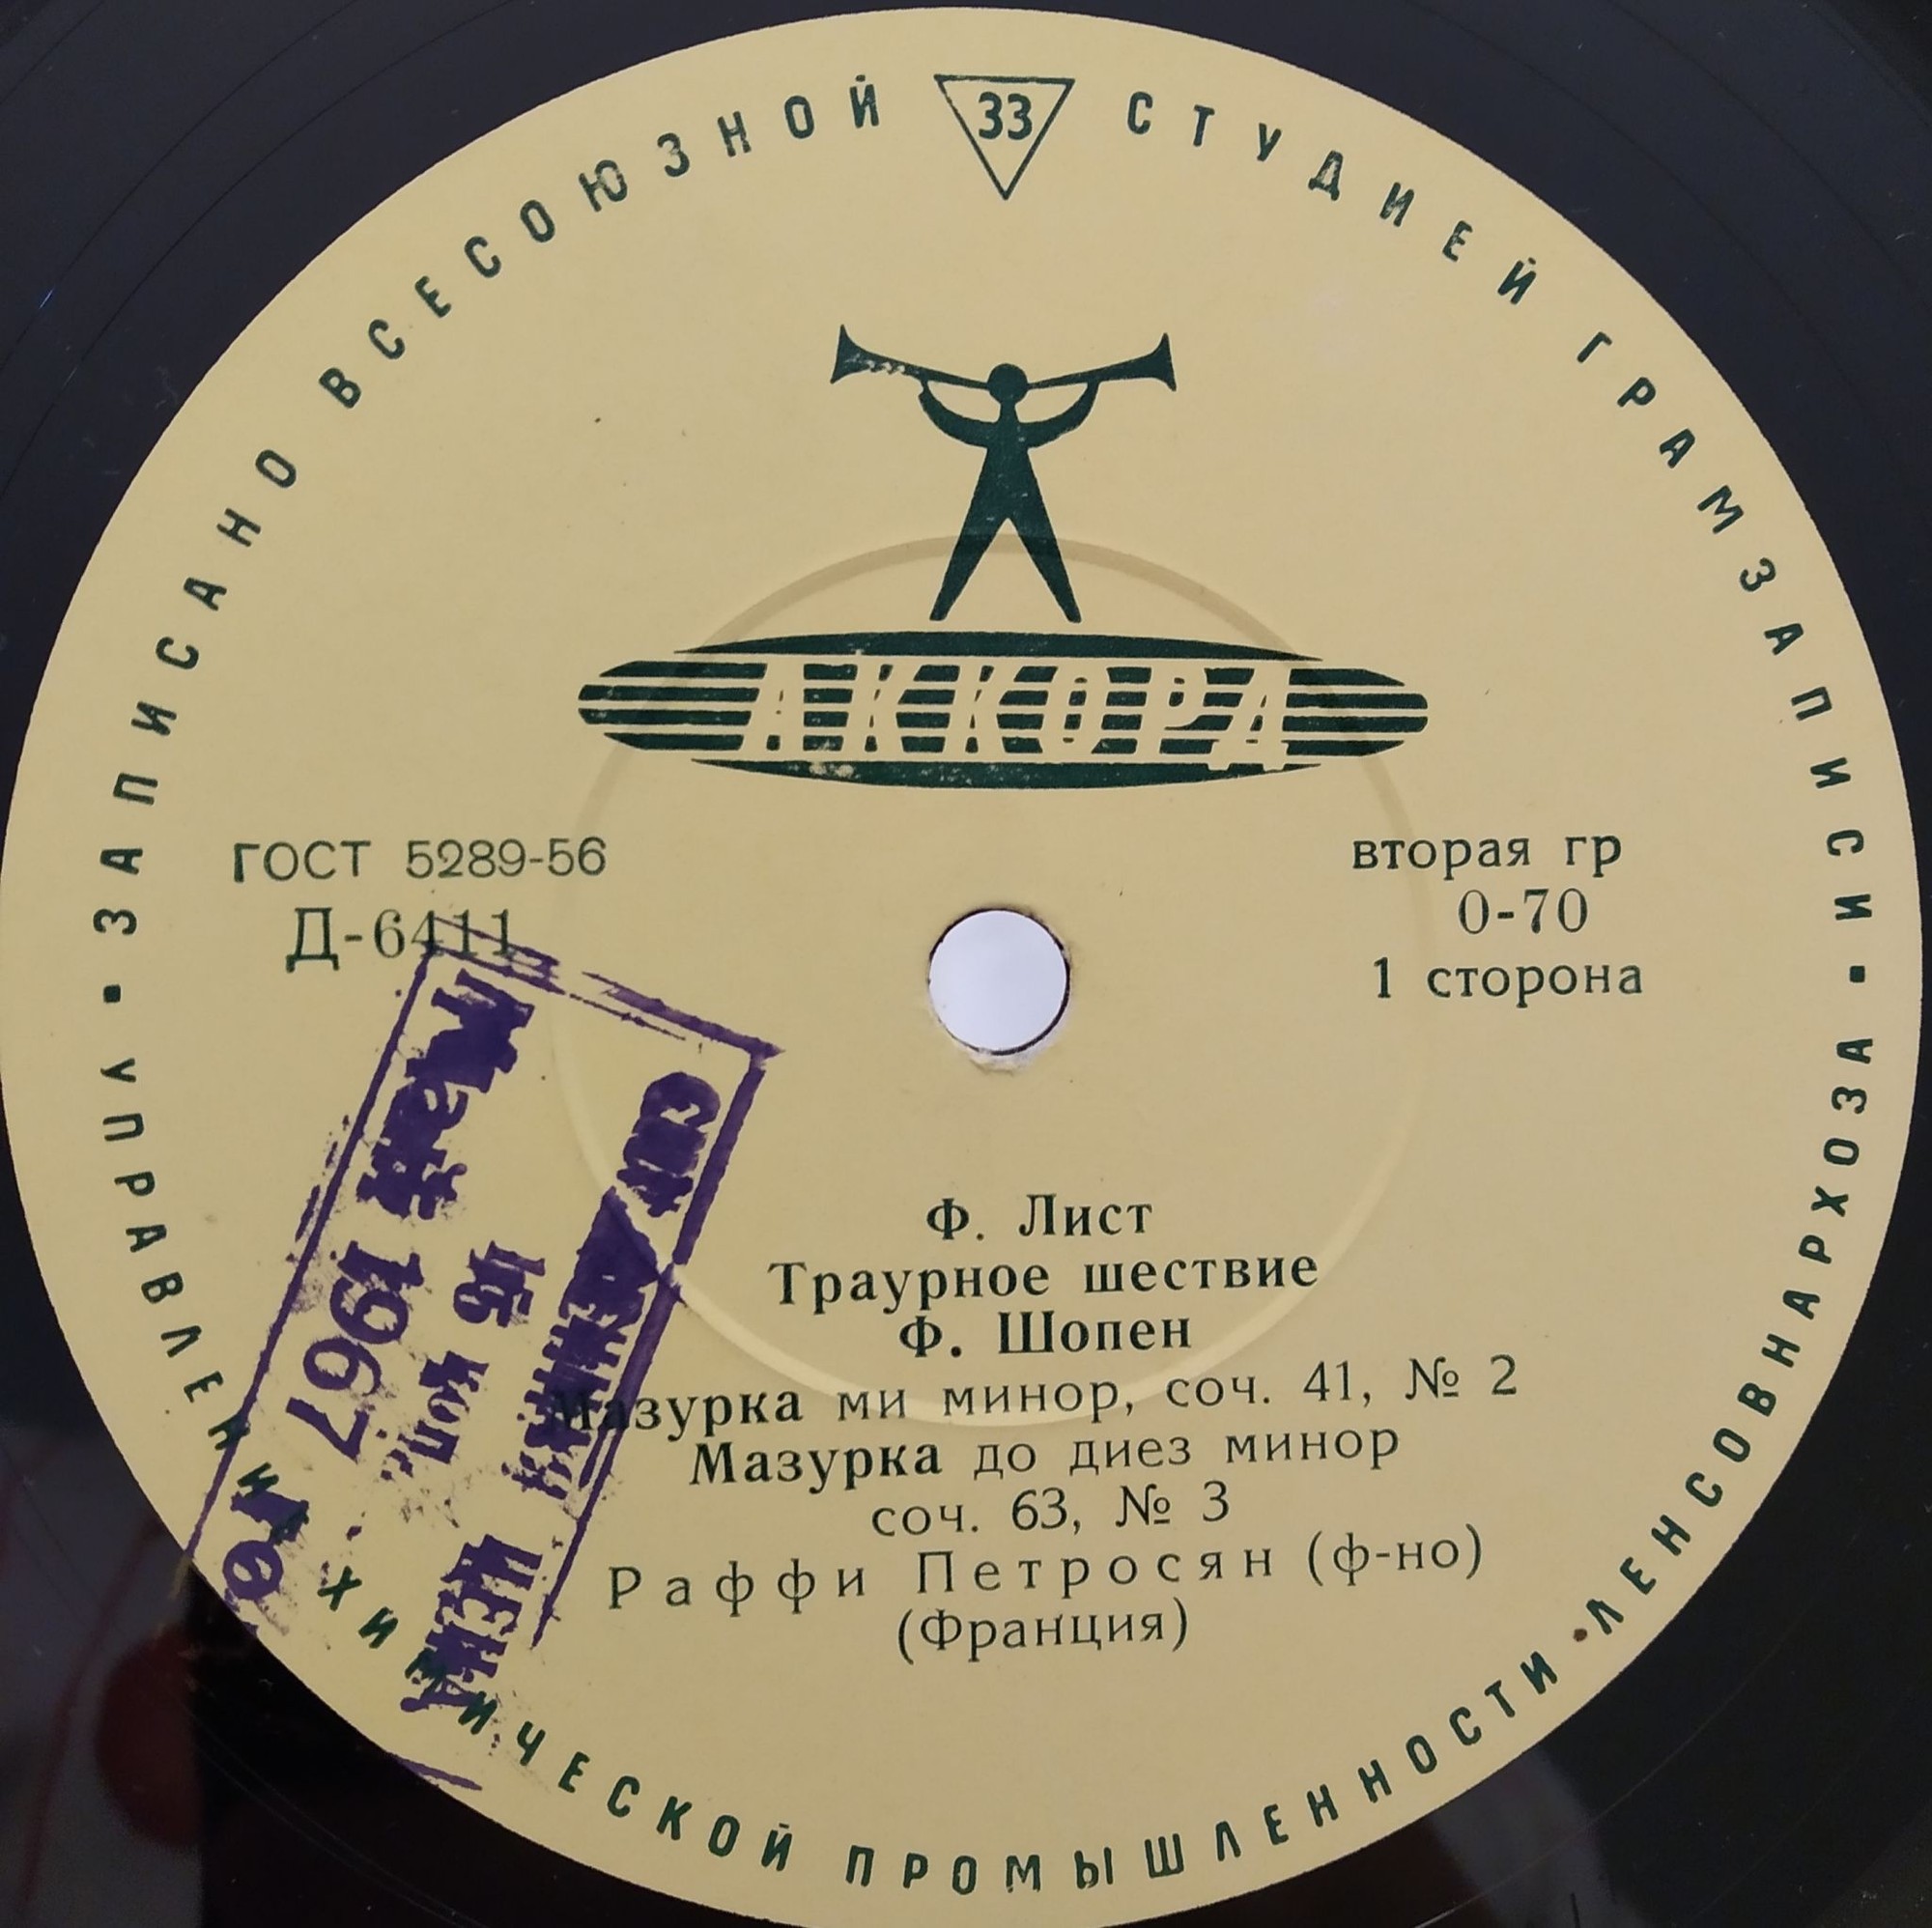 ЗАПИСАНО ВСЕСОЮЗНОЙ СТУДИЕЙ ГРАМЗАПИСИ
33
АККОРД
ГОСТ 5289-56
Д-6411
вторая гр
0-70
1 сторона
Ф. Лист
Траурное шествие
Ф. Шопен
Мазурка ми минор, соч. 41, № 2
Мазурка до диез минор
соч. 63, № 3
Раффи Петросян (ф-но)
(Франция)
1967
ЦЕНА
УПРАВЛЕНИЕ ХИМИЧЕСКОЙ ПРОМЫШЛЕННОСТИ • ЛЕНСОВНАРХОЗА